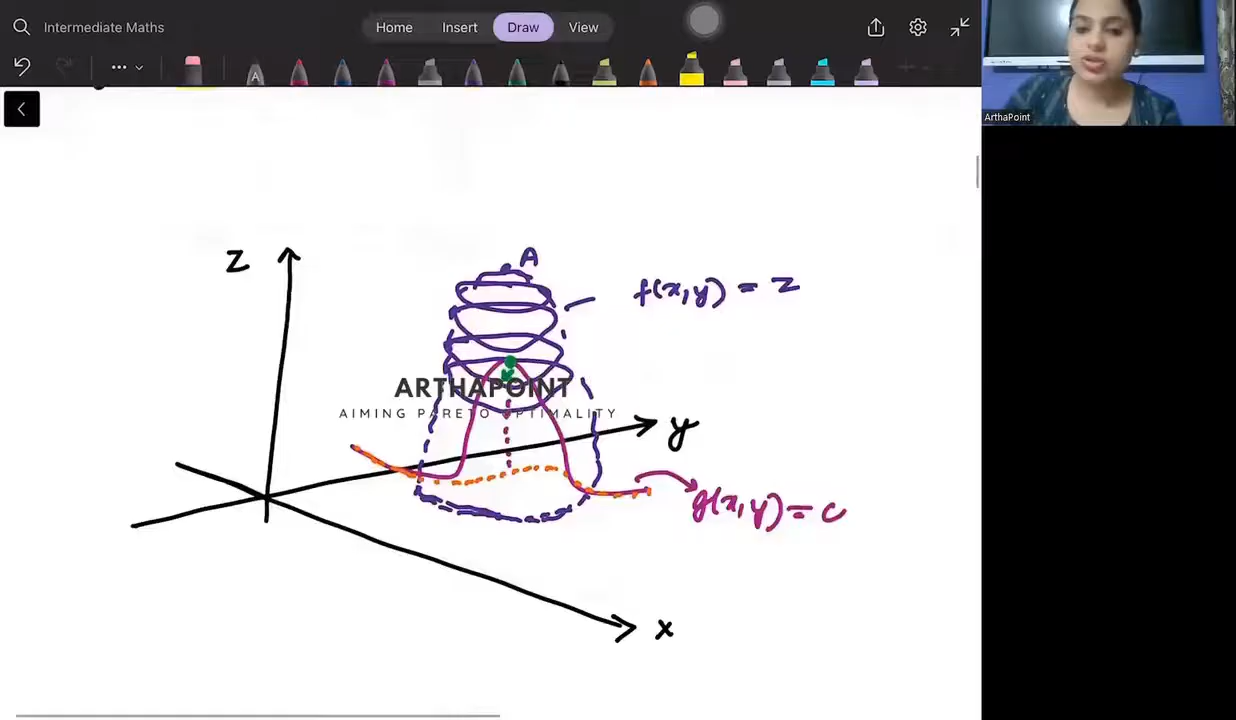 Intermediate Maths
Home Insert Draw View
A
ArthaPoint
Z
A
f(x,y) = z
ARTHAPOINT
AIMING PARETO OPTIMALITY
y
g(x,y) = c
x